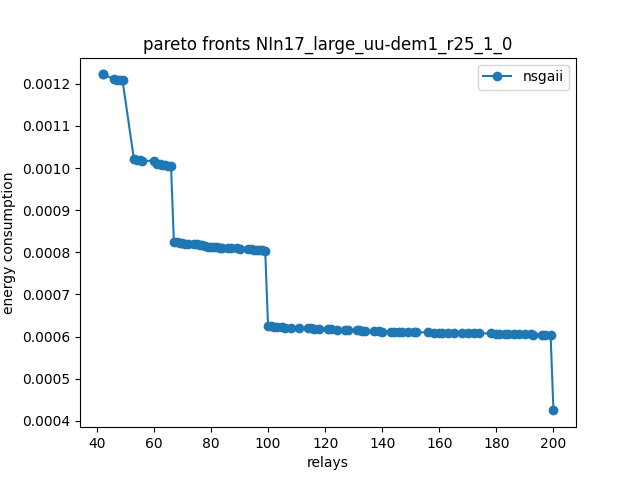 pareto fronts NIn17_large_uu-dem1_r25_1_0
nsgaii
energy consumption
0.0012
0.0011
0.0010
0.0009
0.0008
0.0007
0.0006
0.0005
0.0004
40 60 80 100 120 140 160 180 200
relays